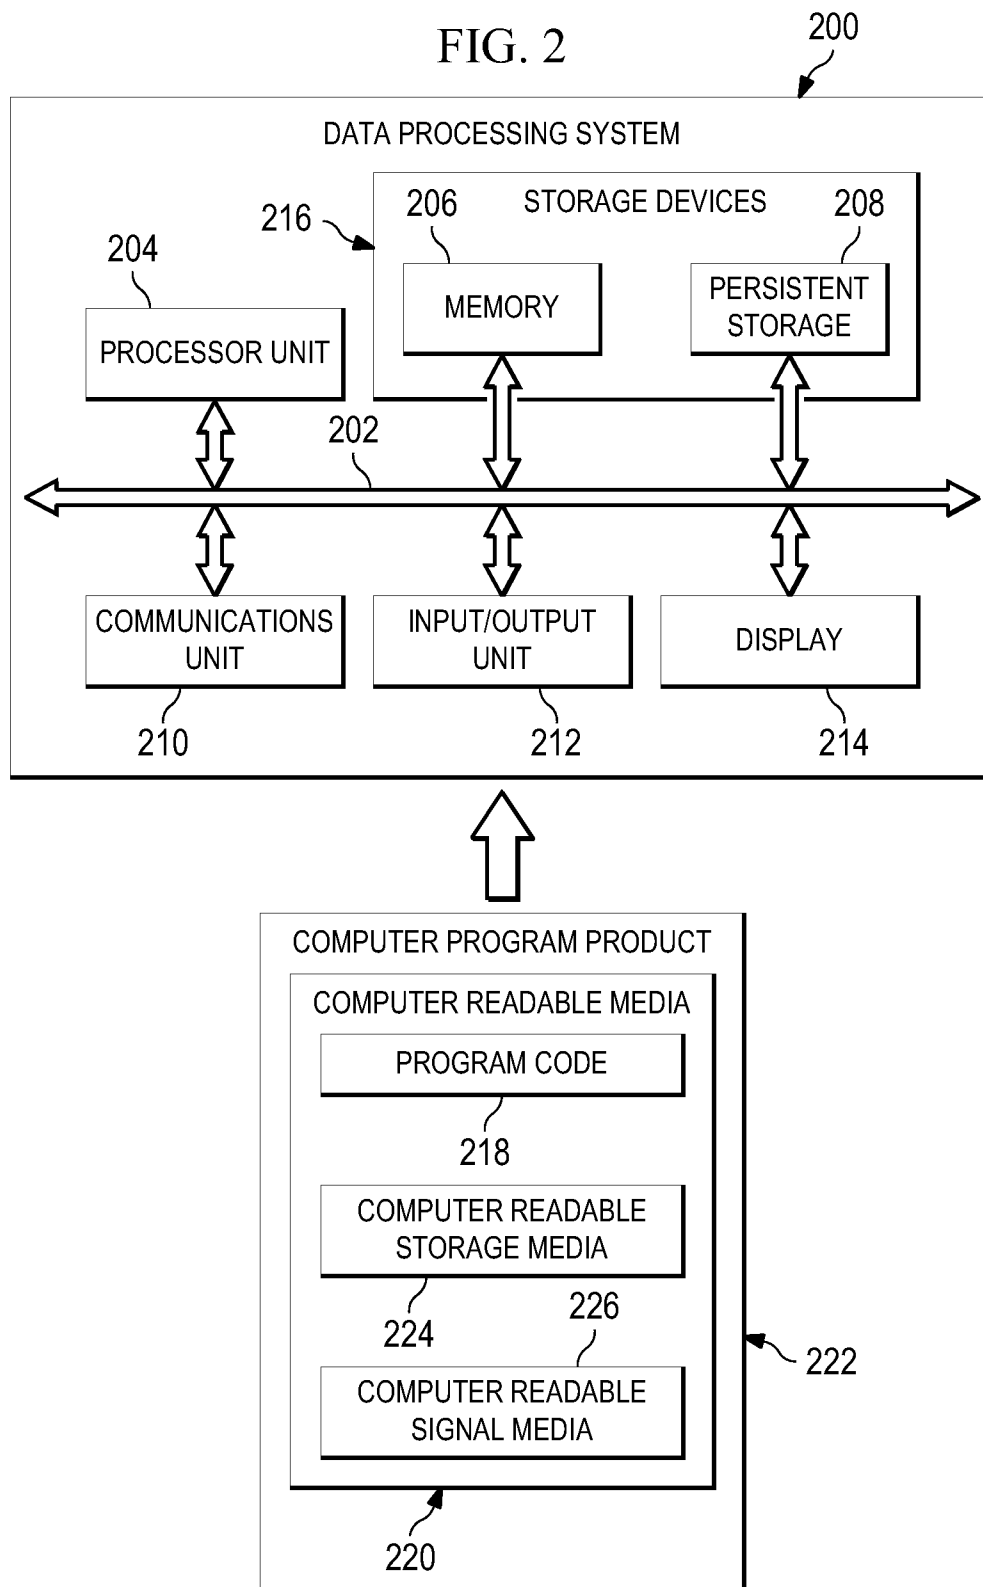 FIG. 2
200
DATA PROCESSING SYSTEM
216
206
STORAGE DEVICES
208
204
MEMORY
PERSISTENT
STORAGE
PROCESSOR UNIT
202
COMMUNICATIONS
UNIT
INPUT/OUTPUT
UNIT
DISPLAY
210
212
214
COMPUTER PROGRAM PRODUCT
COMPUTER READABLE MEDIA
PROGRAM CODE
218
COMPUTER READABLE
STORAGE MEDIA
224
226
222
COMPUTER READABLE
SIGNAL MEDIA
220